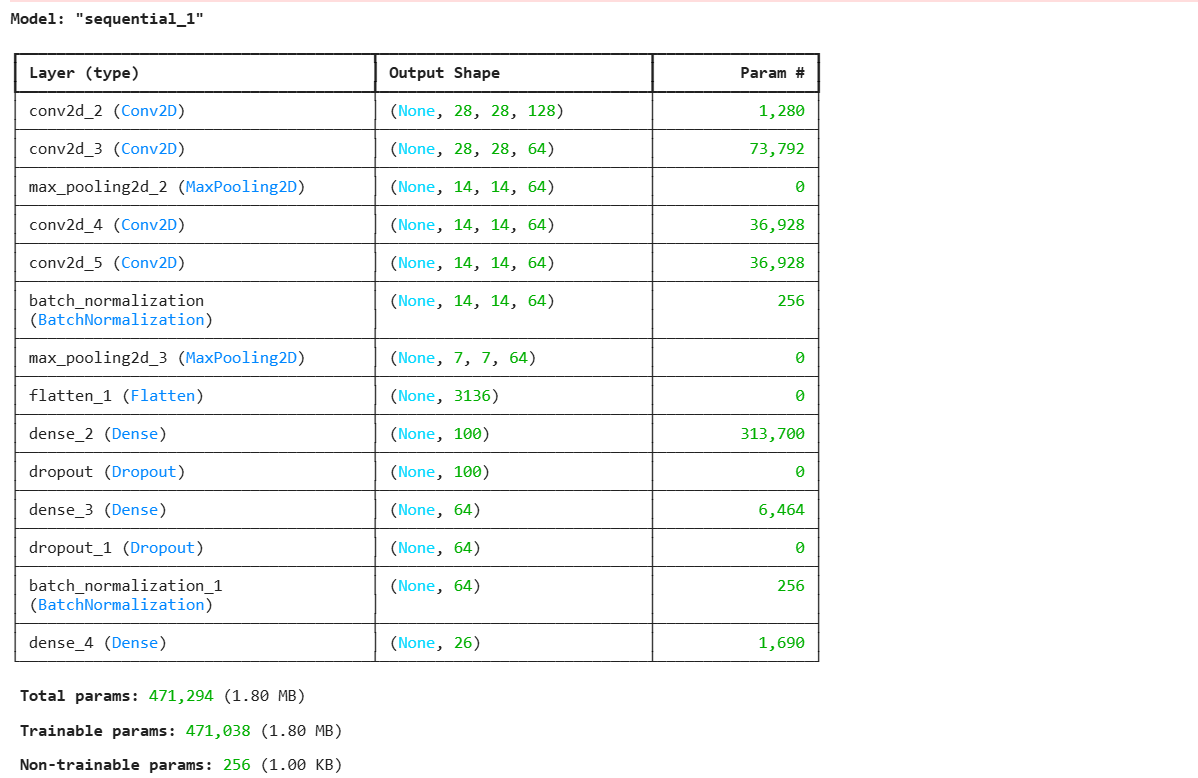 Model: "sequential_1"
Layer (type) Output Shape Param #
conv2d_2 (Conv2D) (None, 28, 28, 128) 1,280
conv2d_3 (Conv2D) (None, 28, 28, 64) 73,792
max_pooling2d_2 (MaxPooling2D) (None, 14, 14, 64) 0
conv2d_4 (Conv2D) (None, 14, 14, 64) 36,928
conv2d_5 (Conv2D) (None, 14, 14, 64) 36,928
batch_normalization (None, 14, 14, 64) 256
(BatchNormalization)
max_pooling2d_3 (MaxPooling2D) (None, 7, 7, 64) 0
flatten_1 (Flatten) (None, 3136) 0
dense_2 (Dense) (None, 100) 313,700
dropout (Dropout) (None, 100) 0
dense_3 (Dense) (None, 64) 6,464
dropout_1 (Dropout) (None, 64) 0
batch_normalization_1 (None, 64) 256
(BatchNormalization)
dense_4 (Dense) (None, 26) 1,690
Total params: 471,294 (1.80 MB)
Trainable params: 471,038 (1.80 MB)
Non-trainable params: 256 (1.00 KB)